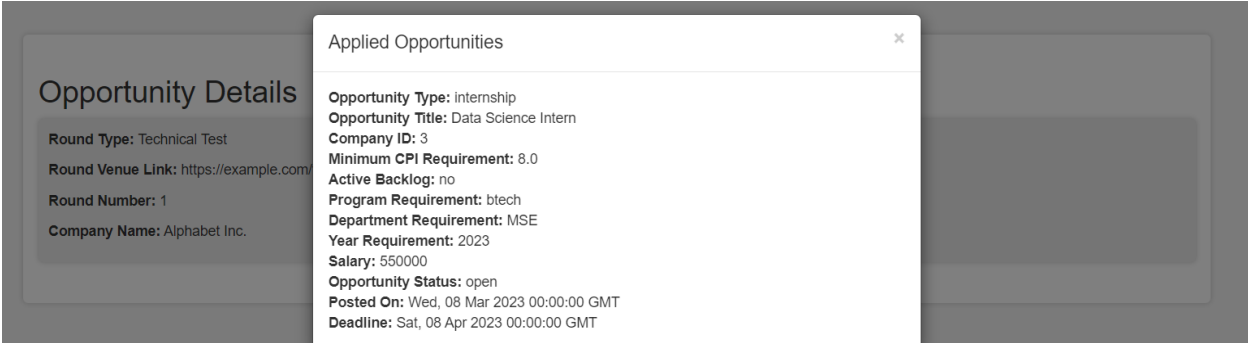 Applied Opportunities ×
Opportunity Details
Round Type: Technical Test
Round Venue Link: https://example.com/
Round Number: 1
Company Name: Alphabet Inc.
Opportunity Type: internship
Opportunity Title: Data Science Intern
Company ID: 3
Minimum CPI Requirement: 8.0
Active Backlog: no
Program Requirement: btech
Department Requirement: MSE
Year Requirement: 2023
Salary: 550000
Opportunity Status: open
Posted On: Wed, 08 Mar 2023 00:00:00 GMT
Deadline: Sat, 08 Apr 2023 00:00:00 GMT